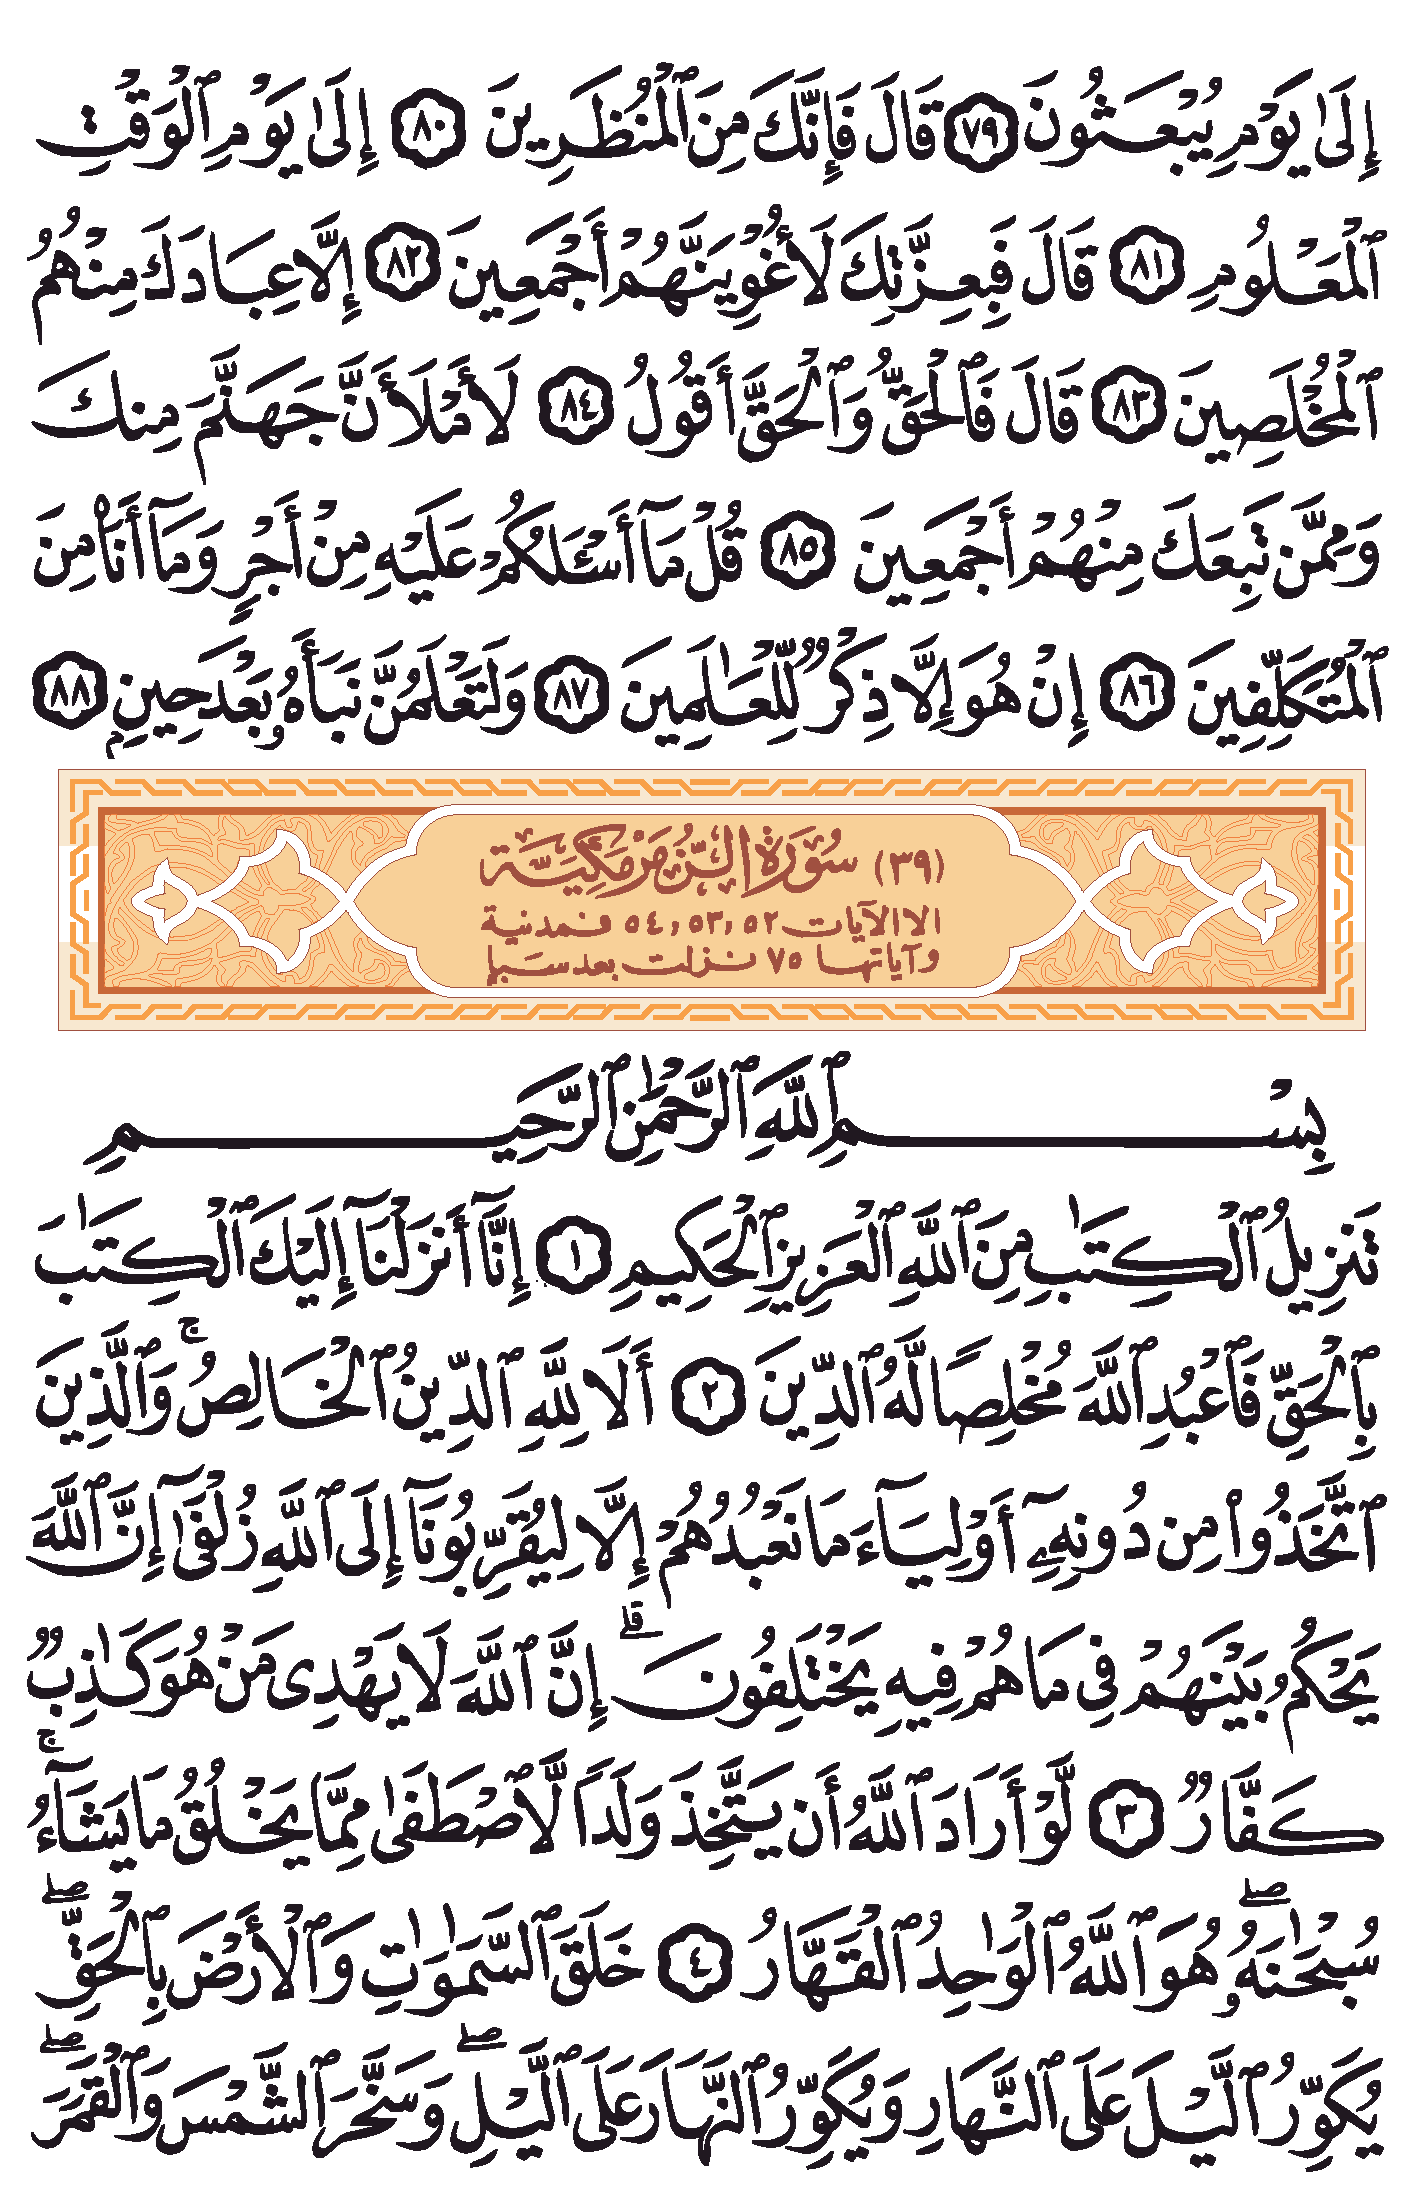 إِلَىٰ يَوْمِ يُبْعَثُونَ ٧٩ قَالَ فَإِنَّكَ مِنَ ٱلْمُنظَرِينَ ٨٠ إِلَىٰ يَوْمِ ٱلْوَقْتِ
ٱلْمَعْلُومِ ٨١ قَالَ فَبِعِزَّتِكَ لَأُغْوِيَنَّهُمْ أَجْمَعِينَ ٨٢ إِلَّا عِبَادَكَ مِنْهُمُ
ٱلْمُخْلَصِينَ ٨٣ قَالَ فَٱلْحَقُّ وَٱلْحَقَّ أَقُولُ ٨٤ لَأَمْلَأَنَّ جَهَنَّمَ مِنكَ
وَمِمَّن تَبِعَكَ مِنْهُمْ أَجْمَعِينَ ٨٥ قُلْ مَآ أَسْـَٔلُكُمْ عَلَيْهِ مِنْ أَجْرٍ وَمَآ أَنَا۠ مِنَ
ٱلْمُتَكَلِّفِينَ ٨٦ إِنْ هُوَ إِلَّا ذِكْرٌ لِّلْعَـٰلَمِينَ ٨٧ وَلَتَعْلَمُنَّ نَبَأَهُۥ بَعْدَ حِينِۭ ٨٨
(٣٩) سُورَة الزُّمَرْ مَكِّيَّة
الا الآيات ٥٢ ، ٥٣ ، ٥٤ فمدنية
وآياتها ٧٥ نزلت بعد سَبإ
بِسْمِ ٱللَّهِ ٱلرَّحْمَـٰنِ ٱلرَّحِيمِ
تَنزِيلُ ٱلْكِتَـٰبِ مِنَ ٱللَّهِ ٱلْعَزِيزِ ٱلْحَكِيمِ ١ إِنَّآ أَنزَلْنَآ إِلَيْكَ ٱلْكِتَـٰبَ
بِٱلْحَقِّ فَٱعْبُدِ ٱللَّهَ مُخْلِصًا لَّهُ ٱلدِّينَ ٢ أَلَا لِلَّهِ ٱلدِّينُ ٱلْخَالِصُ ۚ وَٱلَّذِينَ
ٱتَّخَذُوا۟ مِن دُونِهِۦٓ أَوْلِيَآءَ مَا نَعْبُدُهُمْ إِلَّا لِيُقَرِّبُونَآ إِلَى ٱللَّهِ زُلْفَىٰٓ إِنَّ ٱللَّهَ
يَحْكُمُ بَيْنَهُمْ فِى مَا هُمْ فِيهِ يَخْتَلِفُونَ ۗ إِنَّ ٱللَّهَ لَا يَهْدِى مَنْ هُوَ كَـٰذِبٌ
كَفَّارٌ ٣ لَّوْ أَرَادَ ٱللَّهُ أَن يَتَّخِذَ وَلَدًا لَّٱصْطَفَىٰ مِمَّا يَخْلُقُ مَا يَشَآءُ ۚ
سُبْحَـٰنَهُۥ ۖ هُوَ ٱللَّهُ ٱلْوَٰحِدُ ٱلْقَهَّارُ ٤ خَلَقَ ٱلسَّمَـٰوَٰتِ وَٱلْأَرْضَ بِٱلْحَقِّ ۖ
يُكَوِّرُ ٱلَّيْلَ عَلَى ٱلنَّهَارِ وَيُكَوِّرُ ٱلنَّهَارَ عَلَى ٱلَّيْلِ ۖ وَسَخَّرَ ٱلشَّمْسَ وَٱلْقَمَرَ ۖ